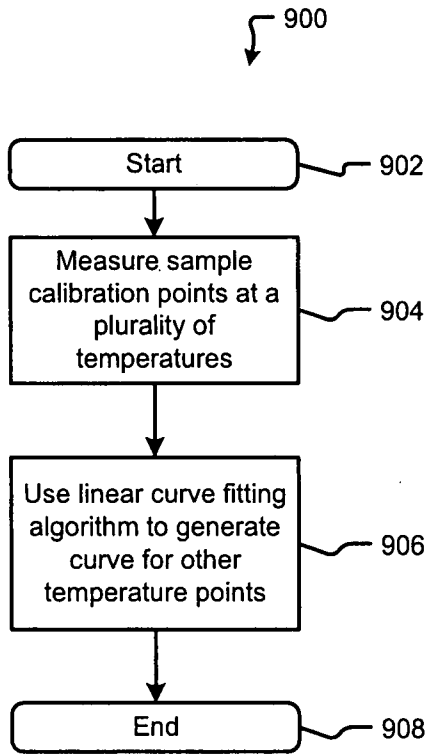 900
Start
902
Measure sample
calibration points at a
plurality of
temperatures
904
Use linear curve fitting
algorithm to generate
curve for other
temperature points
906
End
908